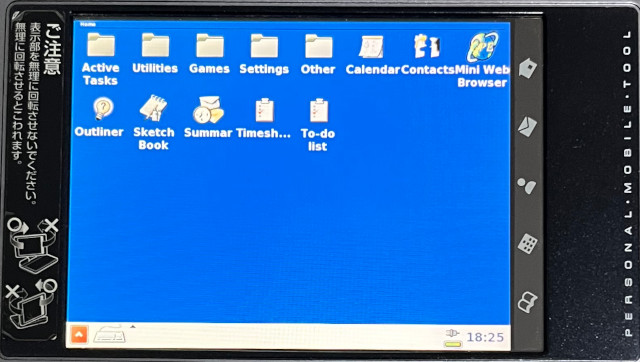 ご注意
表示部を無理に回転させないでください。
無理に回転させるとこわれます。
Home
Active Tasks
Utilities
Games
Settings
Other
Calendar
Contacts
Mini Web Browser
Outliner
Sketch Book
Summar
Timesh...
To-do list
18:25
PERSONAL•MOBILE•TOOL